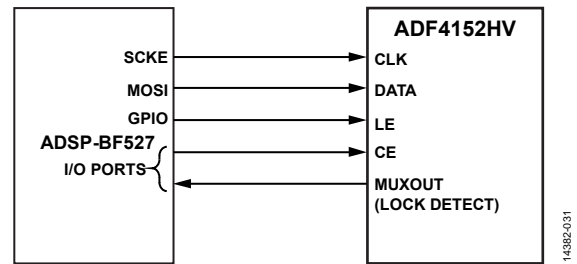 ADF4152HV
SCKE
CLK
MOSI
DATA
GPIO
LE
ADSP-BF527
CE
I/O PORTS
MUXOUT
(LOCK DETECT)
14382-031